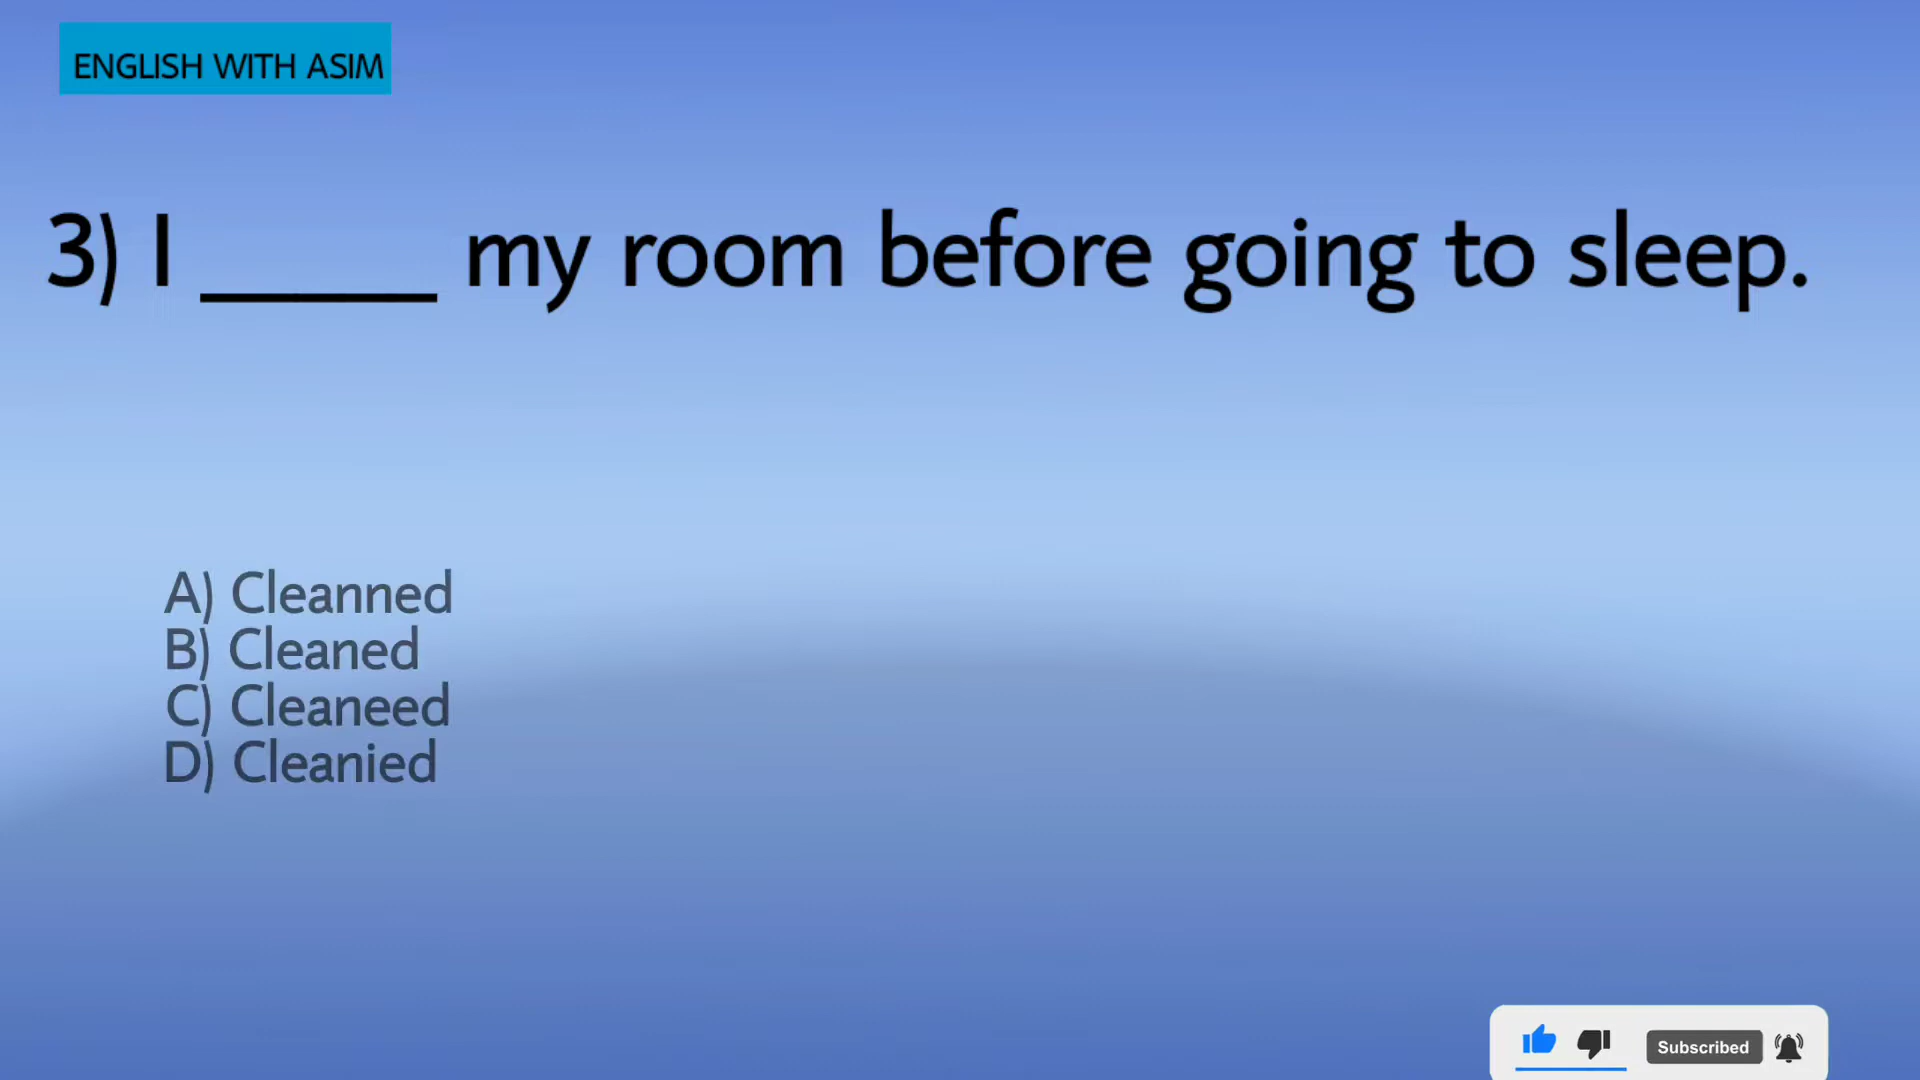 ENGLISH WITH ASIM
3) I _____ my room before going to sleep.
A) Cleanned
B) Cleaned
C) Cleaneed
D) Cleanied
Subscribed